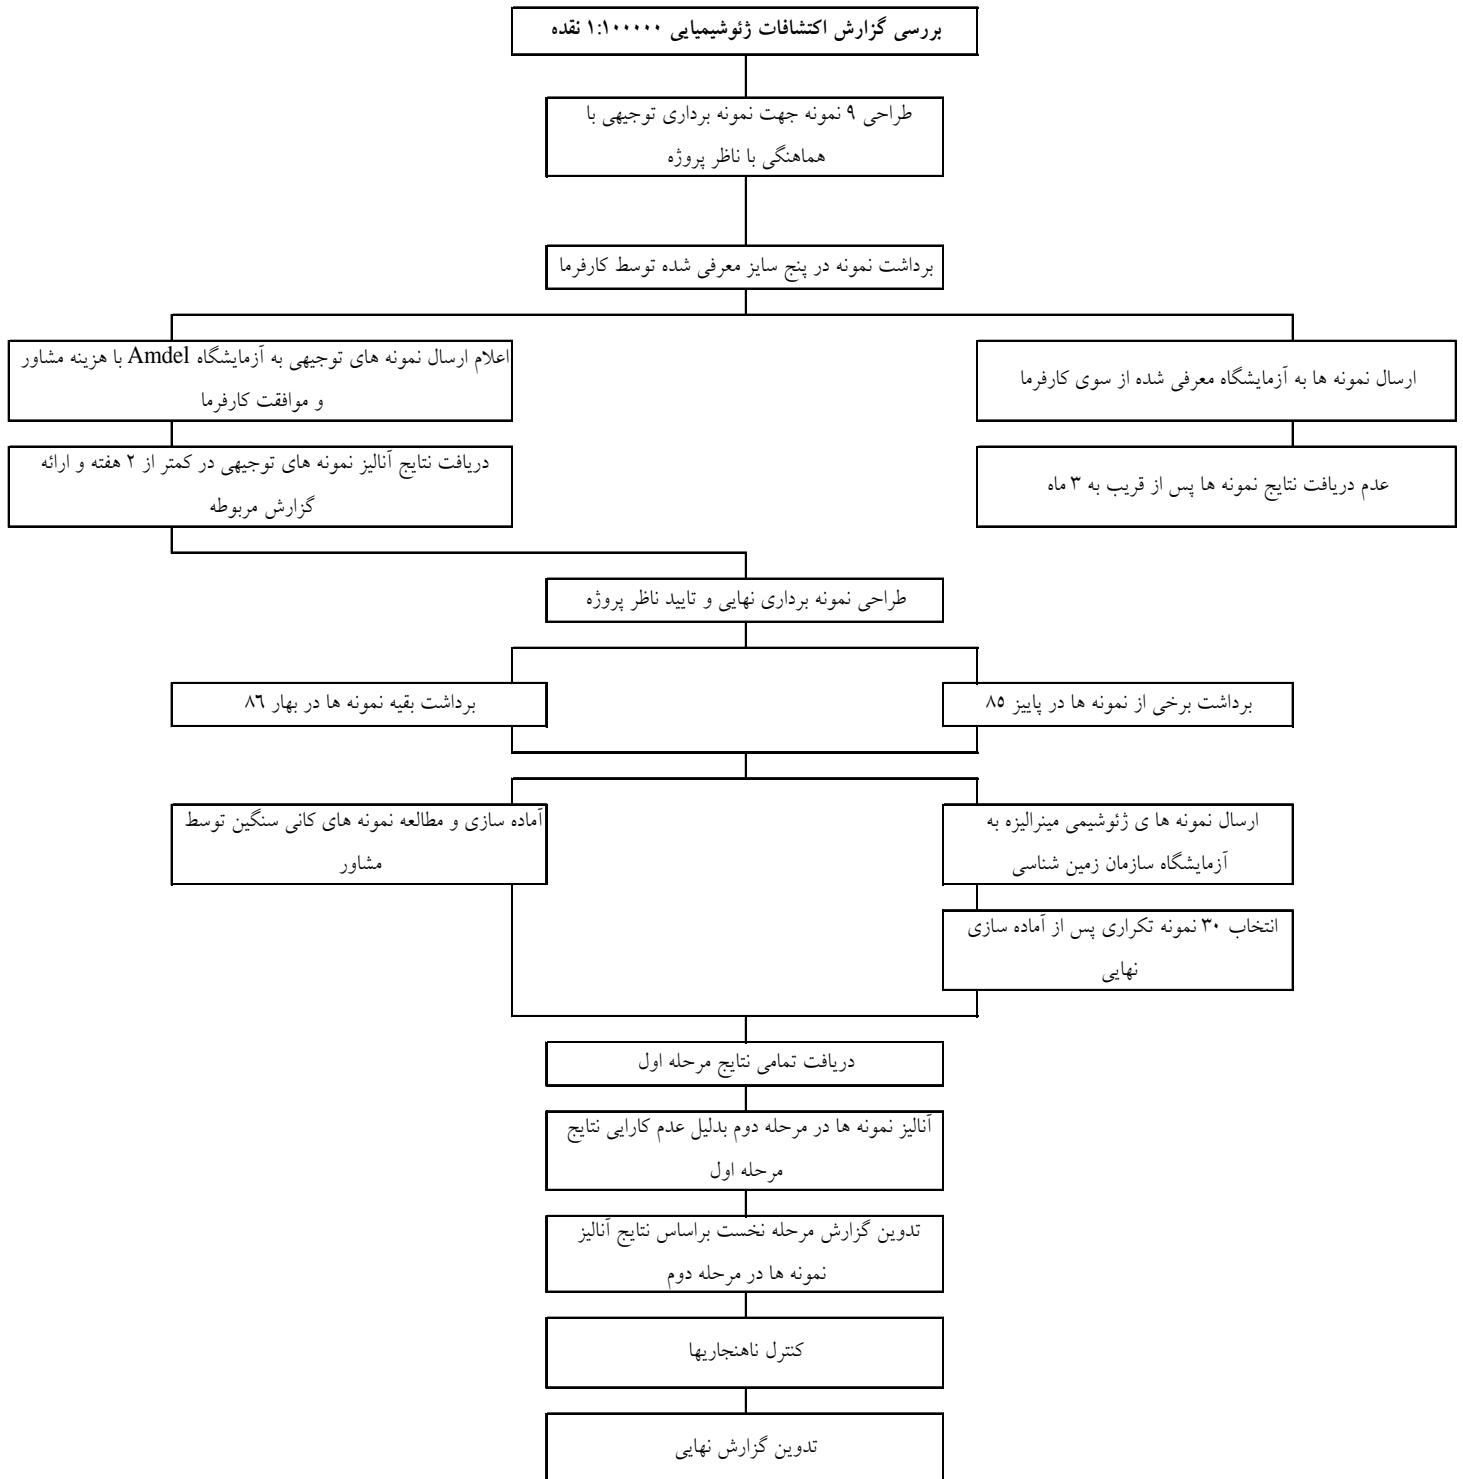 بررسی گزارش اکتشافات ژئوشیمیایی ۱:۱۰۰۰۰۰ نقده
طراحی ۹ نمونه جهت نمونه برداری توجیهی با
هماهنگی با ناظر پروژه
برداشت نمونه در پنج سایز معرفی شده توسط کارفرما
ارسال نمونه ها به آزمایشگاه معرفی شده از سوی کارفرما
عدم دریافت نتایج نمونه ها پس از قریب به ۳ ماه
اعلام ارسال نمونه های توجیهی به آزمایشگاه Amdel با هزینه مشاور
و موافقت کارفرما
دریافت نتایج آنالیز نمونه های توجیهی در کمتر از ۲ هفته و ارائه
گزارش مربوطه
طراحی نمونه برداری نهایی و تایید ناظر پروژه
برداشت برخی از نمونه ها در پاییز ۸۵
برداشت بقیه نمونه ها در بهار ۸۶
ارسال نمونه ها ی ژئوشیمی مینرالیزه به
آزمایشگاه سازمان زمین شناسی
انتخاب ۳۰ نمونه تکراری پس از آماده سازی
نهایی
آماده سازی و مطالعه نمونه های کانی سنگین توسط
مشاور
دریافت تمامی نتایج مرحله اول
آنالیز نمونه ها در مرحله دوم بدلیل عدم کارایی نتایج
مرحله اول
تدوین گزارش مرحله نخست براساس نتایج آنالیز
نمونه ها در مرحله دوم
کنترل ناهنجاریها
تدوین گزارش نهایی